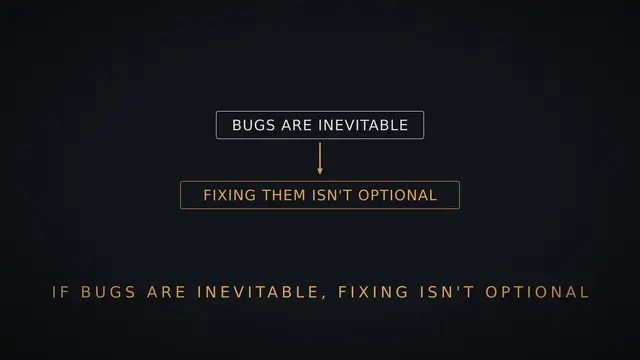 BUGS ARE INEVITABLE
FIXING THEM ISN'T OPTIONAL
IF BUGS ARE INEVITABLE, FIXING ISN'T OPTIONAL